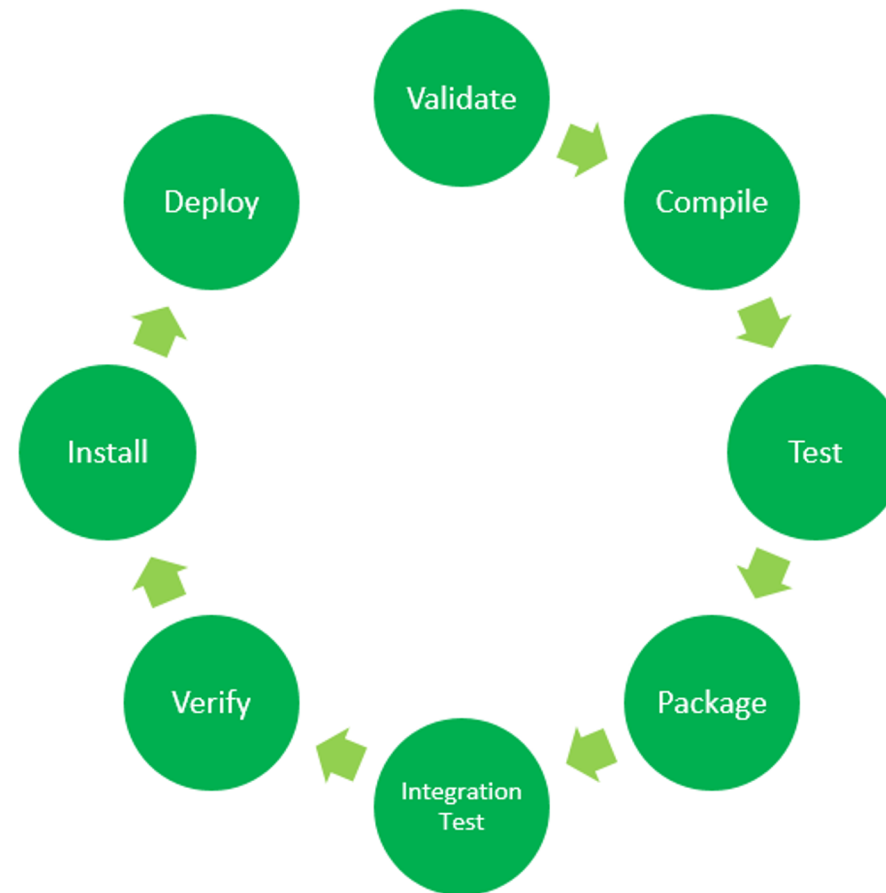 Validate
Compile
Test
Package
Integration
Test
Verify
Install
Deploy